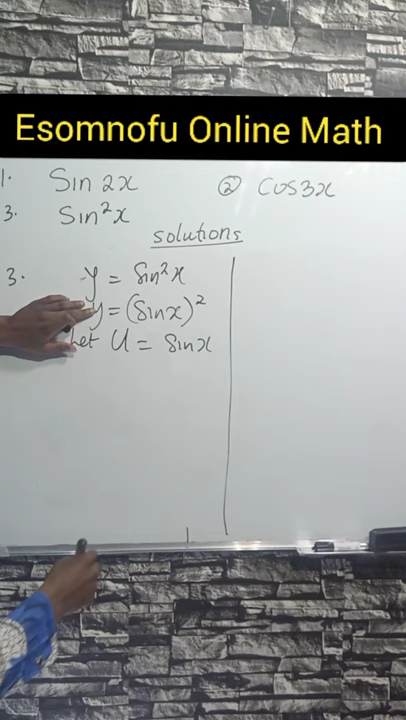 Esomnofu Online Math
1. Sin 2x ② Cos3x
3. Sin²x
solutions
3. y = Sin²x
y = (Sinx)²
Let U = Sinx